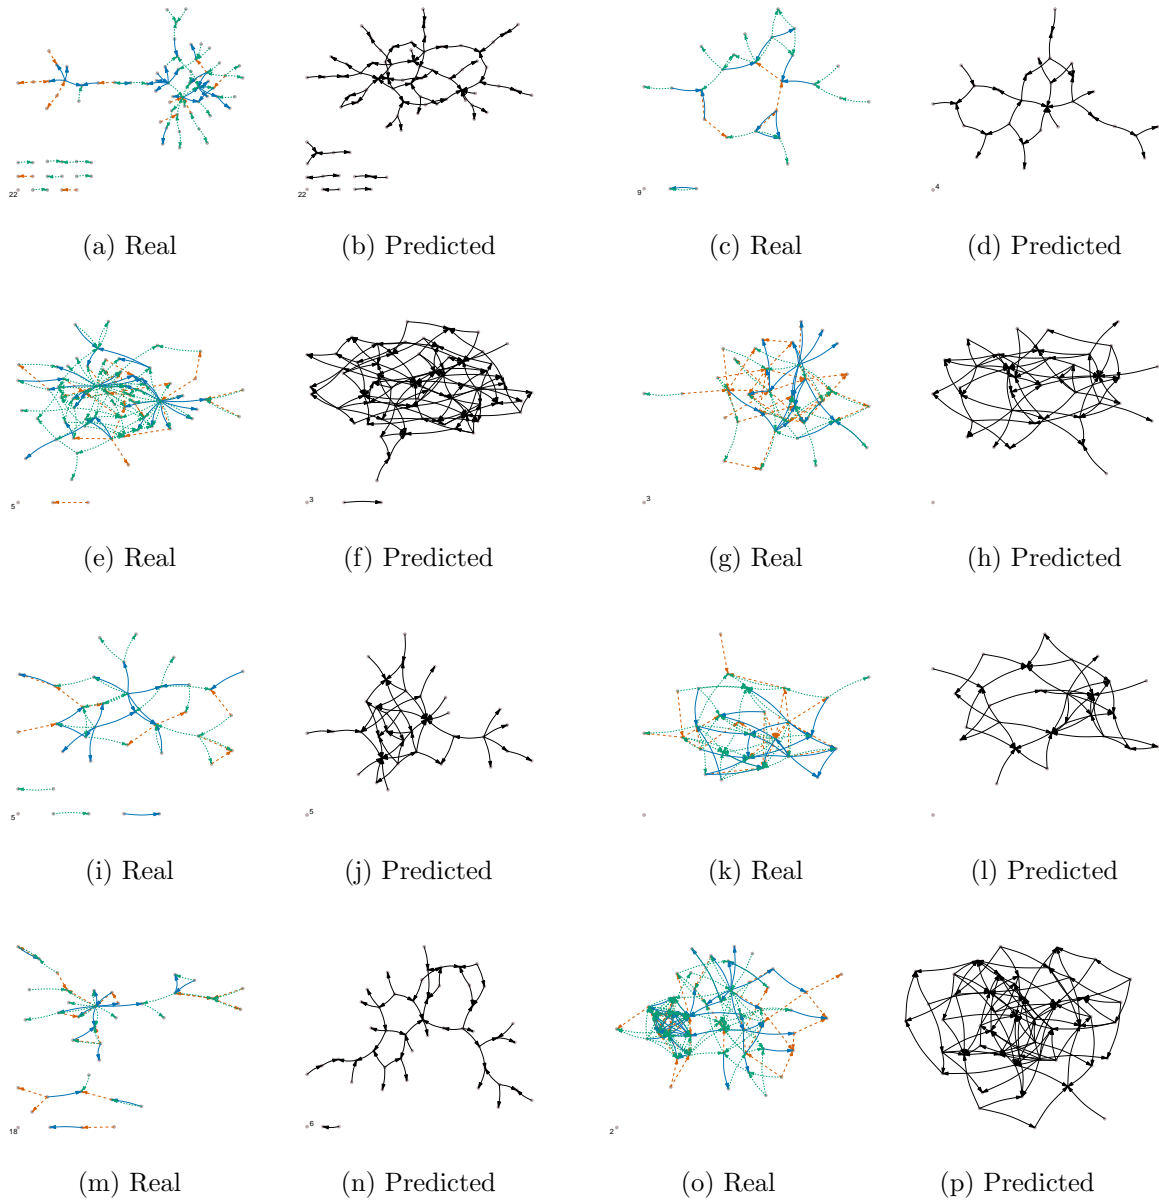 22
22
9
4
(a) Real
(b) Predicted
(c) Real
(d) Predicted
5
3
3
(e) Real
(f) Predicted
(g) Real
(h) Predicted
5
5
(i) Real
(j) Predicted
(k) Real
(l) Predicted
18
6
2
(m) Real
(n) Predicted
(o) Real
(p) Predicted